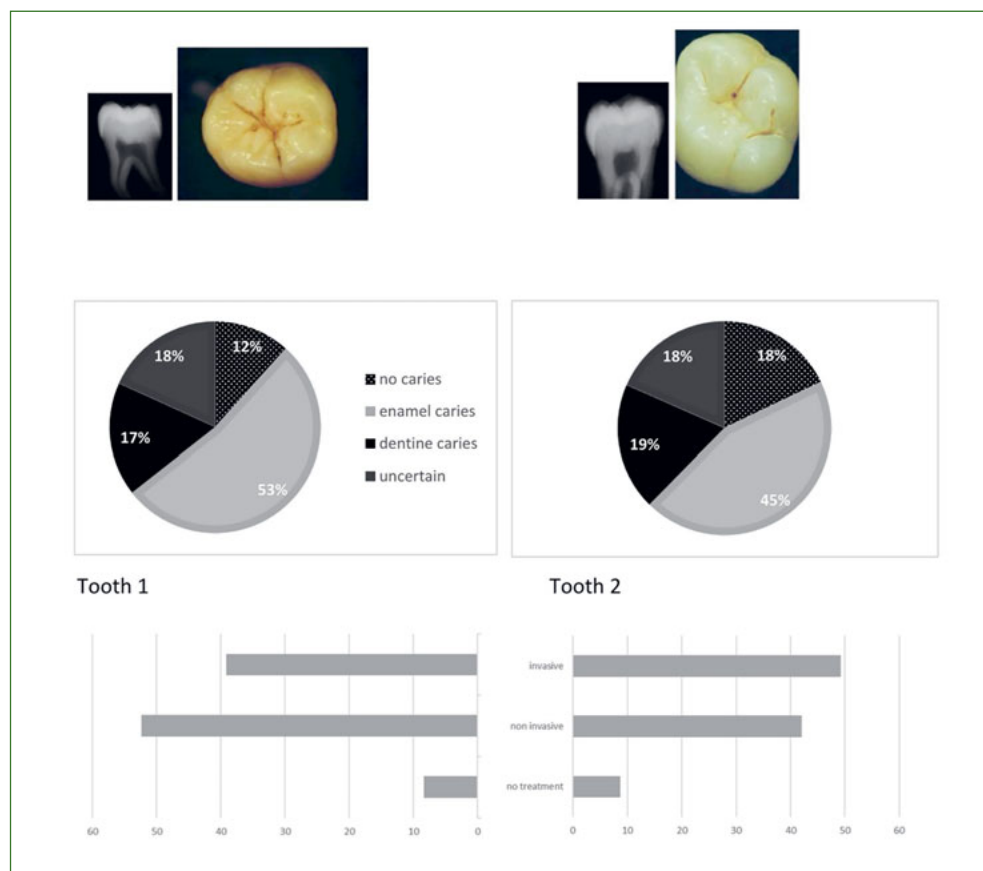 12%
18%
17%
53%
no caries
enamel caries
dentine caries
uncertain
18%
18%
19%
45%
Tooth 1
Tooth 2
invasive
non invasive
no treatment
60 50 40 30 20 10 0
0 10 20 30 40 50 60